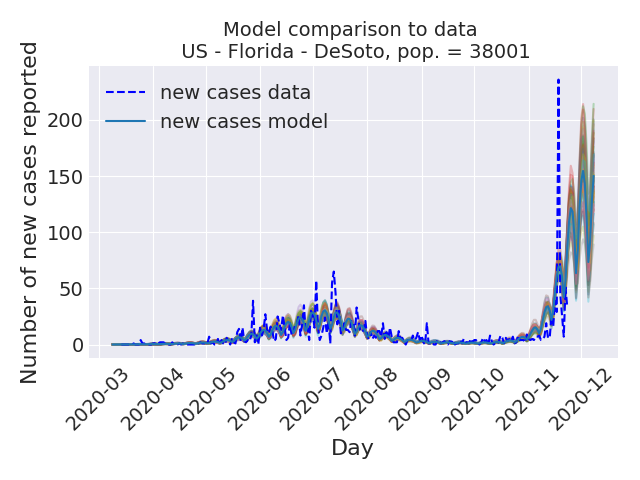 Model comparison to data
US - Florida - DeSoto, pop. = 38001
Number of new cases reported
new cases data
new cases model
200
150
100
50
0
2020-03
2020-04
2020-05
2020-06
2020-07
2020-08
2020-09
2020-10
2020-11
2020-12
Day